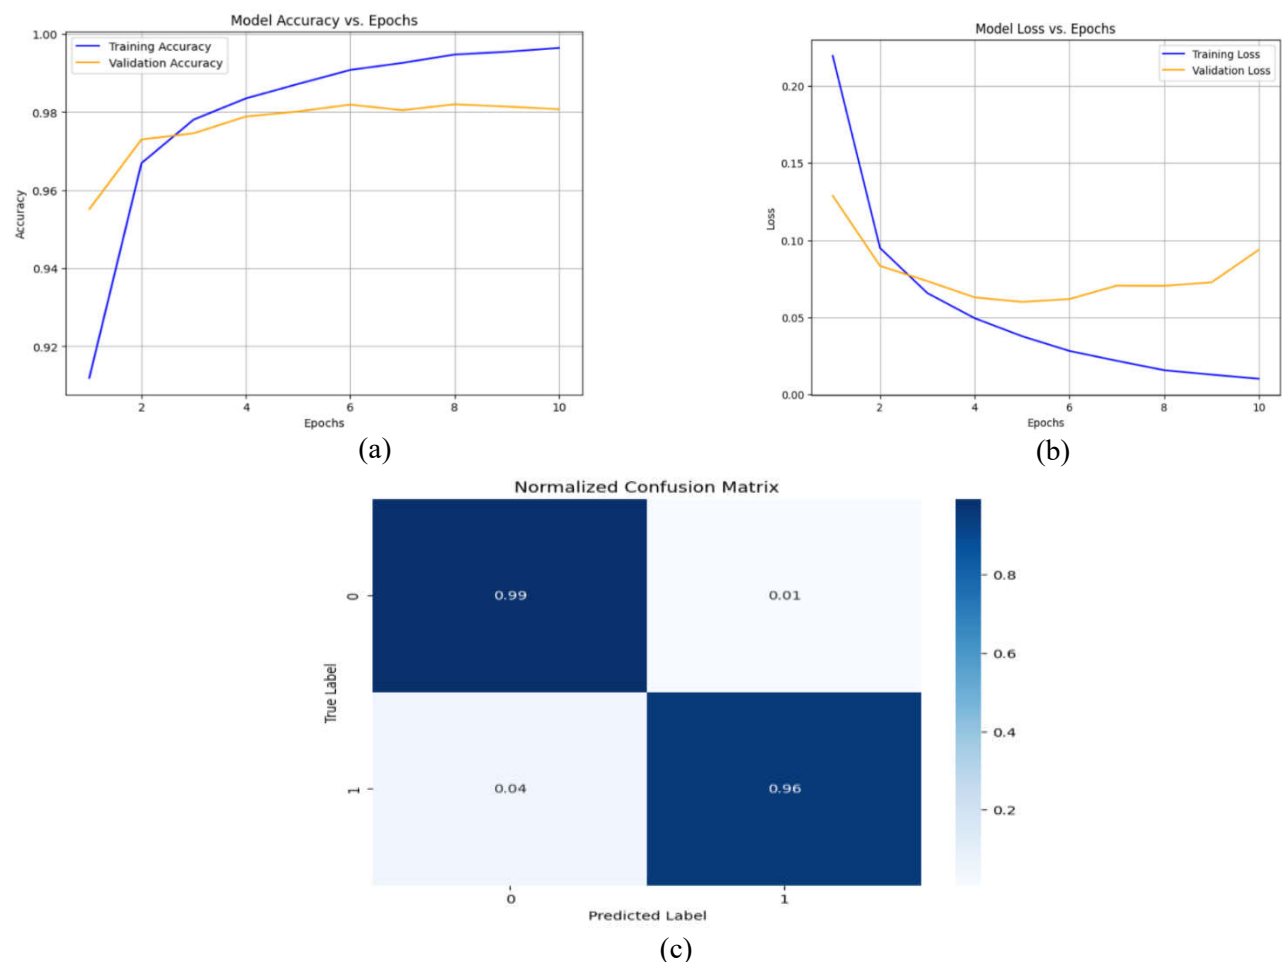 Model Accuracy vs. Epochs
Training Accuracy
Validation Accuracy
1.00
0.98
0.96
0.94
0.92
Accuracy
2
4
6
8
10
Epochs
(a)
Model Loss vs. Epochs
Training Loss
Validation Loss
0.20
0.15
0.10
0.05
0.00
Loss
2
4
6
8
10
Epochs
(b)
Normalized Confusion Matrix
0.99
0.01
0.04
0.96
0
1
True Label
0
1
Predicted Label
0.8
0.6
0.4
0.2
(c)